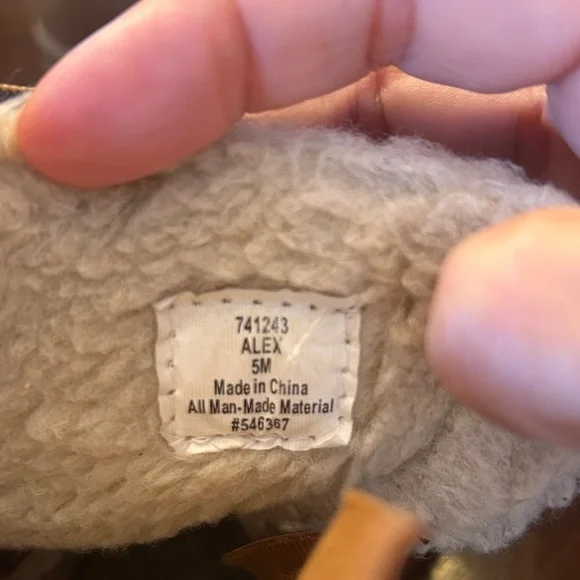 741243
ALEX
5M
Made in China
All Man-Made Material
#546367